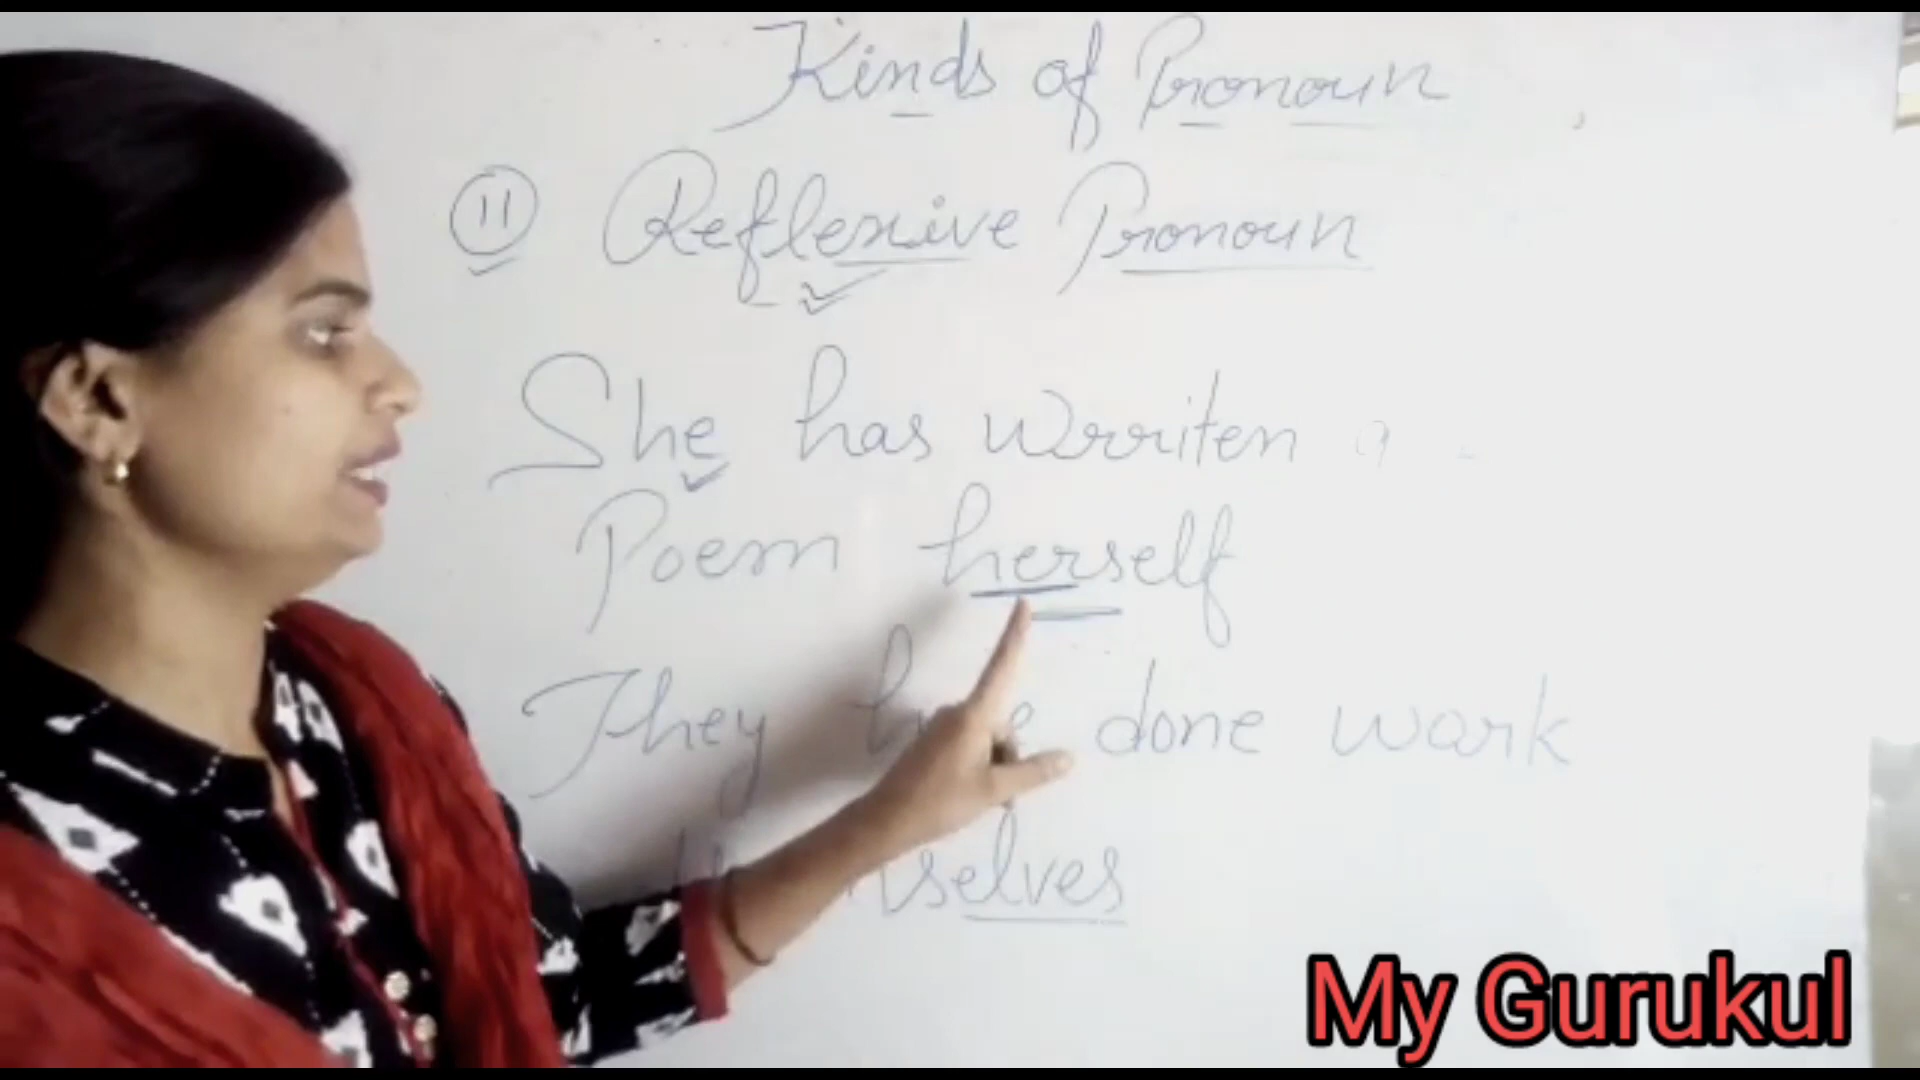 Kinds of Pronoun
11 Reflexive Pronoun
She has wrriten a
Poem herself
They done work
selves
My Gurukul